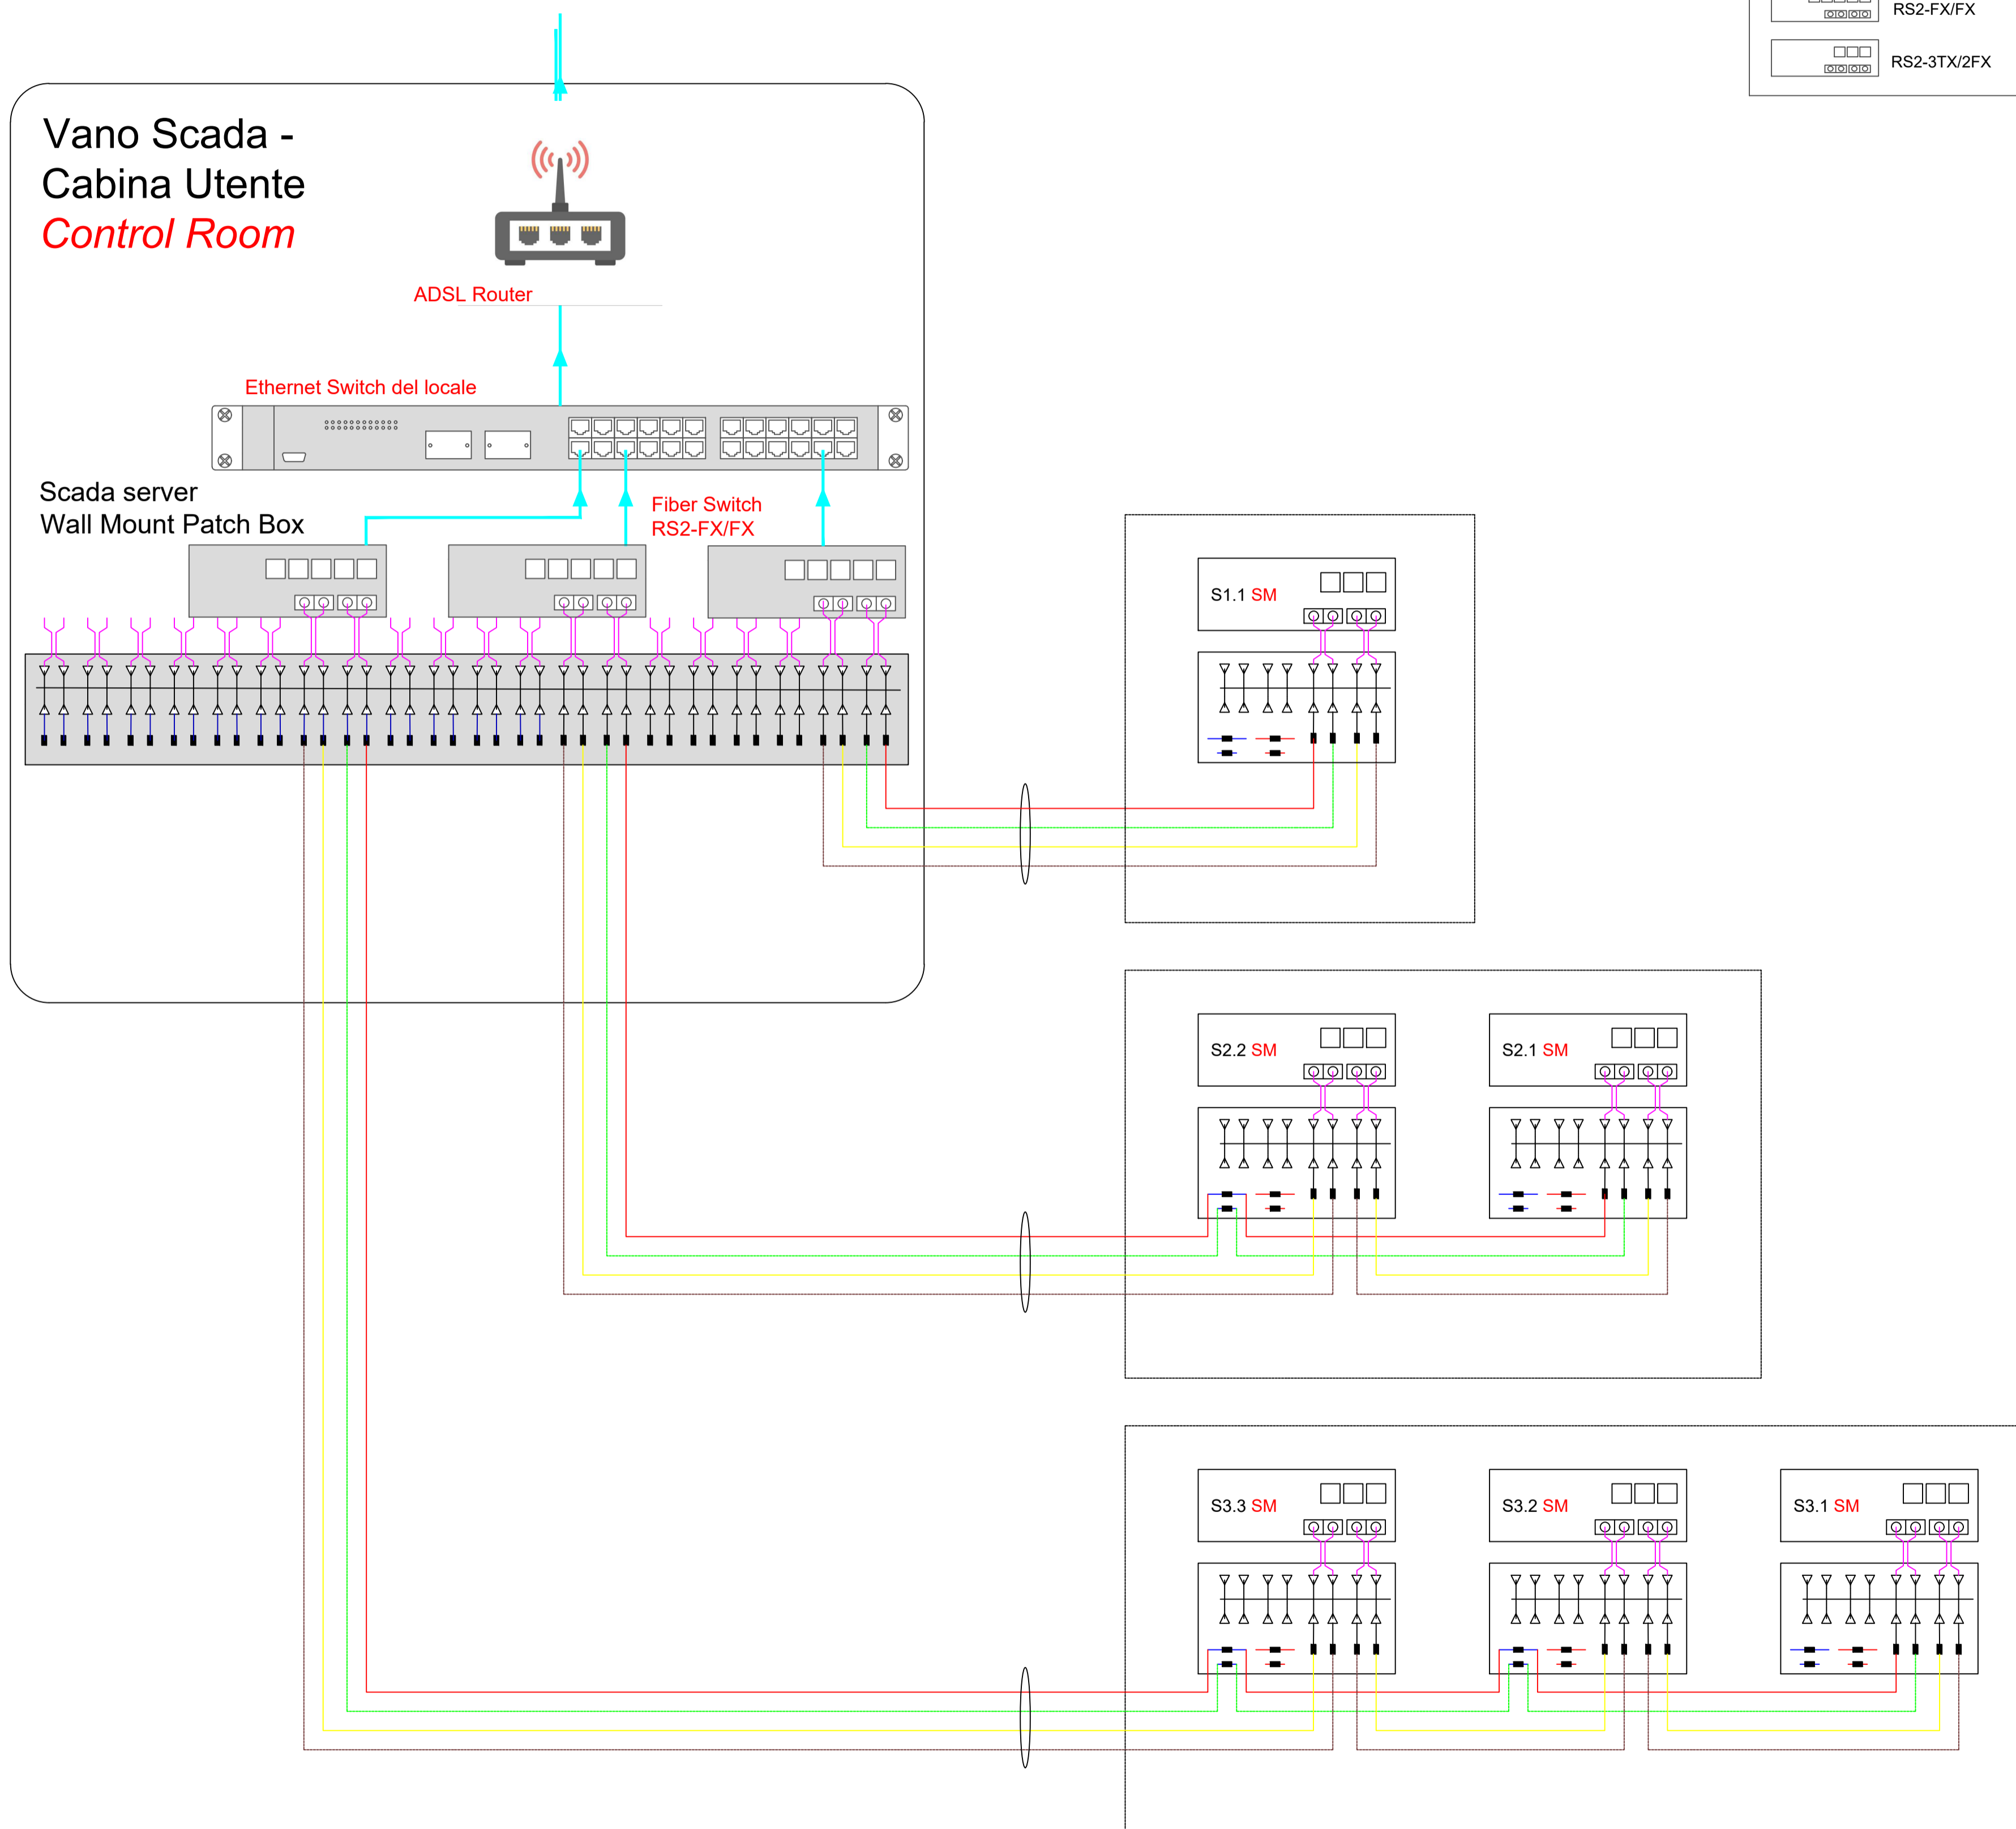 RS2-FX/FX
RS2-3TX/2FX
Vano Scada -
Cabina Utente
Control Room
ADSL Router
Ethernet Switch del locale
Scada server
Wall Mount Patch Box
Fiber Switch
RS2-FX/FX
S1.1 SM
S2.2 SM
S2.1 SM
S3.3 SM
S3.2 SM
S3.1 SM